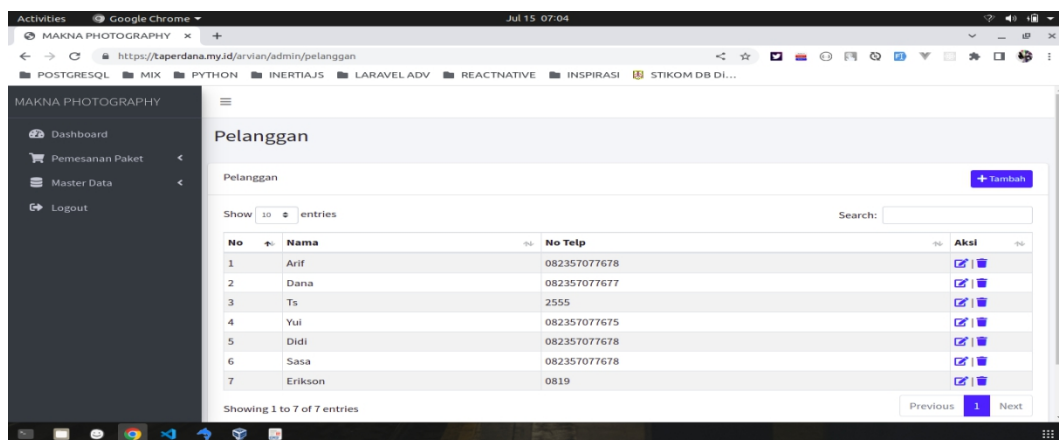 Activities Google Chrome Jul 15 07:04
MAKNA PHOTOGRAPHY
https://taperdana.my.id/arvian/admin/pelanggan
POSTGRESQL MIX PYTHON INERTIAJS LARAVEL ADV REACTNATIVE INSPIRASI STIKOM DB Di...
MAKNA PHOTOGRAPHY
Dashboard
Pemesanan Paket
Master Data
Logout
Pelanggan
Pelanggan
Tambah
Show 10 entries Search:
No Nama No Telp Aksi
1 Arif 082357077678 |
2 Dana 082357077677 |
3 Ts 2555 |
4 Yui 082357077675 |
5 Didi 082357077678 |
6 Sasa 082357077678 |
7 Erikson 0819 |
Showing 1 to 7 of 7 entries Previous 1 Next